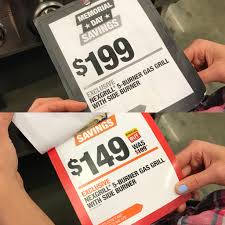 MEMORIAL
DAY
SAVINGS
$199
EXCLUSIVE
NEXGRILL® 5-BURNER GAS GRILL
WITH SIDE BURNER
SAVINGS
$149
WAS
$199
EXCLUSIVE
NEXGRILL® 5-BURNER GAS GRILL
WITH SIDE BURNER